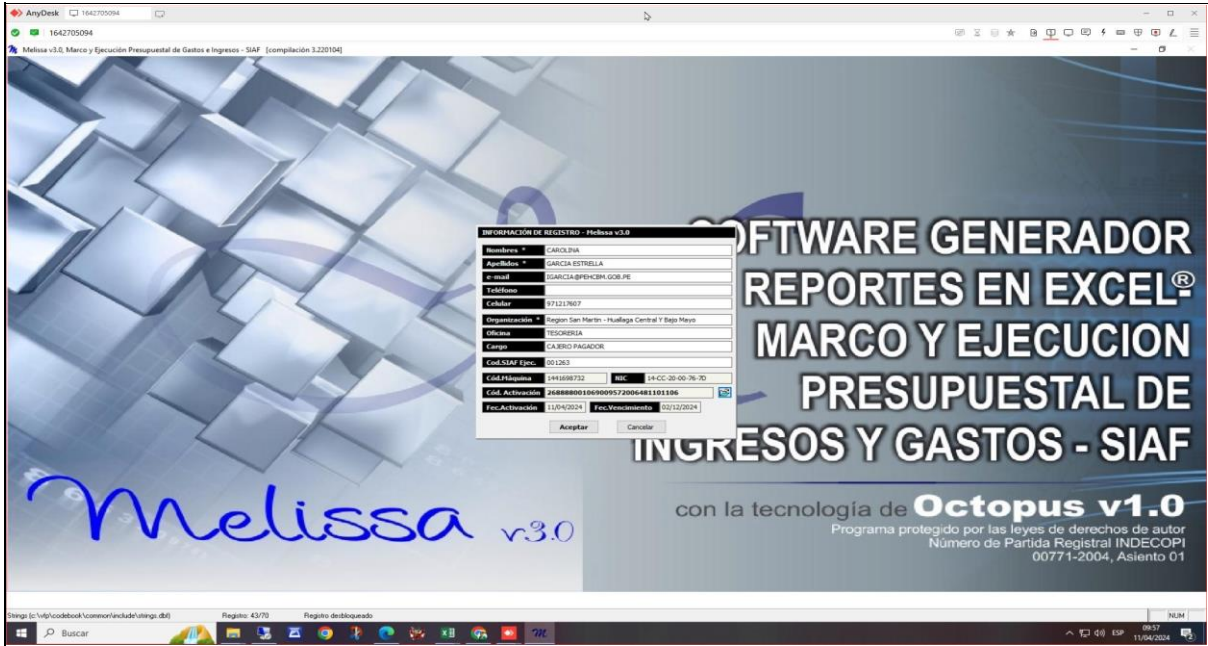 AnyDesk 1642705094
1642705094
Melissa v3.0, Marco y Ejecución Presupuestal de Gastos e Ingresos - SIAF [compilación 3.220104]
SOFTWARE GENERADOR
REPORTES EN EXCEL®
MARCO Y EJECUCION
PRESUPUESTAL DE
INGRESOS Y GASTOS - SIAF
INFORMACIÓN DE REGISTRO - Melissa v3.0
Nombres * CAROLINA
Apellidos * GARCIA ESTRELLA
e-mail IGARCIA@PEHCBM.GOB.PE
Teléfono
Celular 971217607
Organización * Region San Martin - Huallaga Central Y Bajo Mayo
Oficina TESORERIA
Cargo CAJERO PAGADOR
Cod.SIAF Ejec. 001263
Cód.Máquina 1441698732 NIC 14-CC-20-00-76-7D
Cód. Activación 268888001069009572006481101106
Fec.Activación 11/04/2024 Fec.Vencimiento 02/12/2024
Aceptar Cancelar
Melissa v3.0
con la tecnología de Octopus v1.0
Programa protegido por las leyes de derechos de autor
Número de Partida Registral INDECOPI
00771-2004, Asiento 01
Strings (c:\vfp\codebook\common\include\strings.dbf) Registro: 43/70 Registro desbloqueado NUM
Buscar ESP 09:57
11/04/2024